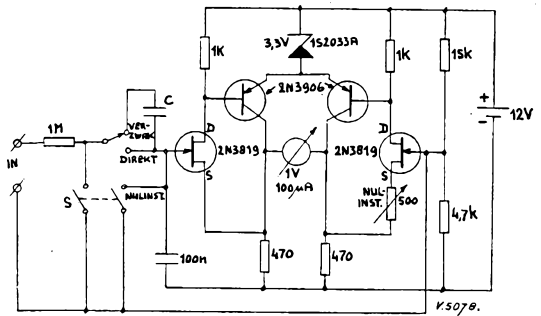 3,3V 1S2033A
1K
1K
15K
2N3906
C
1M
VER-
ZWAK
DIREKT
D
2N3819
S
1V
100µA
D
2N3819
S
+
-
12V
IN
S
NULINST.
NUL-
INST.
500
100n
470
470
4,7k
V.5078.